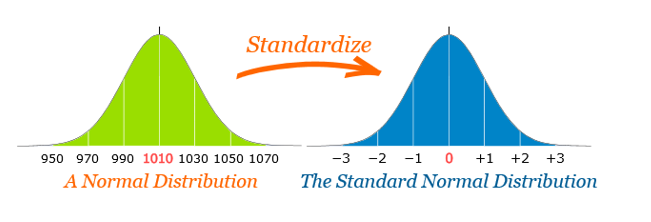 Standardize
950 970 990 1010 1030 1050 1070
A Normal Distribution
−3 −2 −1 0 +1 +2 +3
The Standard Normal Distribution